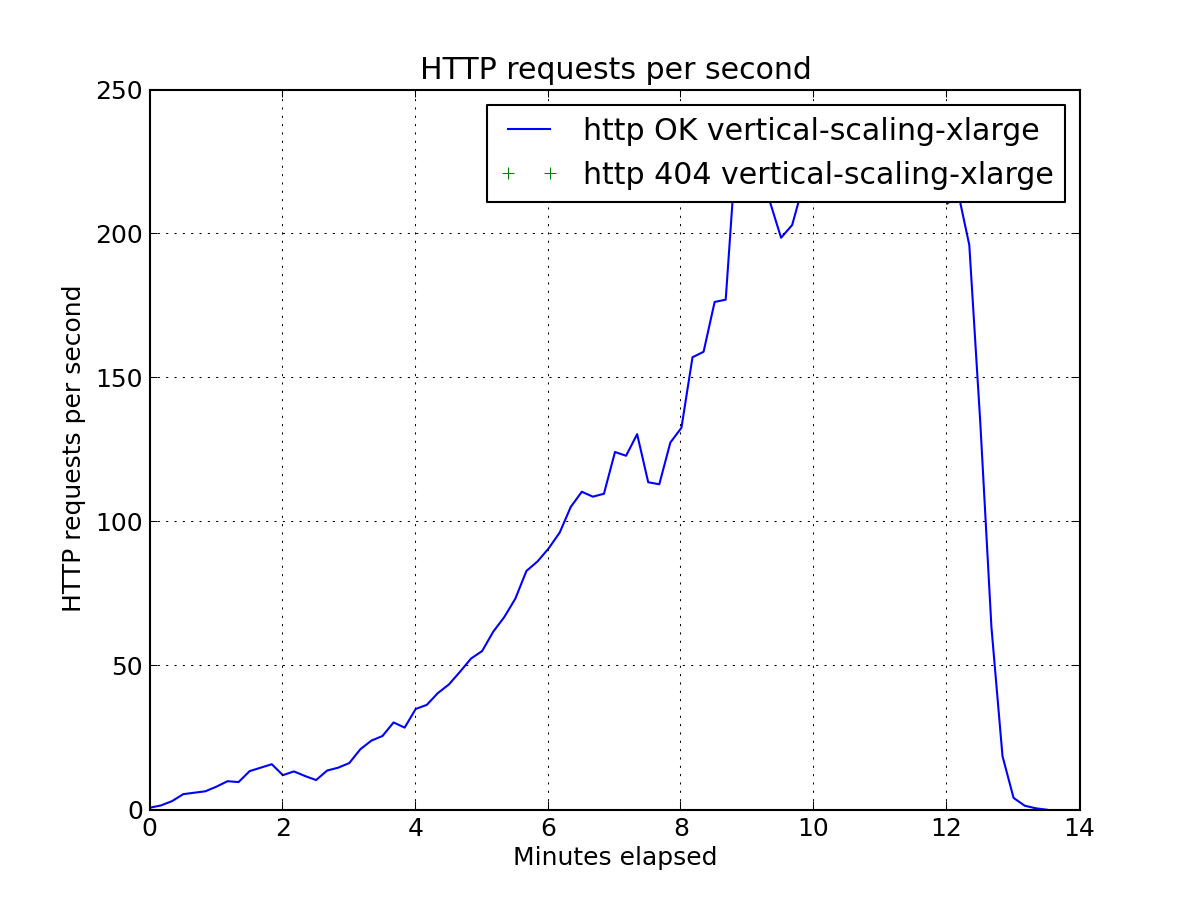 HTTP requests per second
250
http OK vertical-scaling-xlarge
http 404 vertical-scaling-xlarge
200
150
HTTP requests per second
100
50
0
0 2 4 6 8 10 12 14
Minutes elapsed